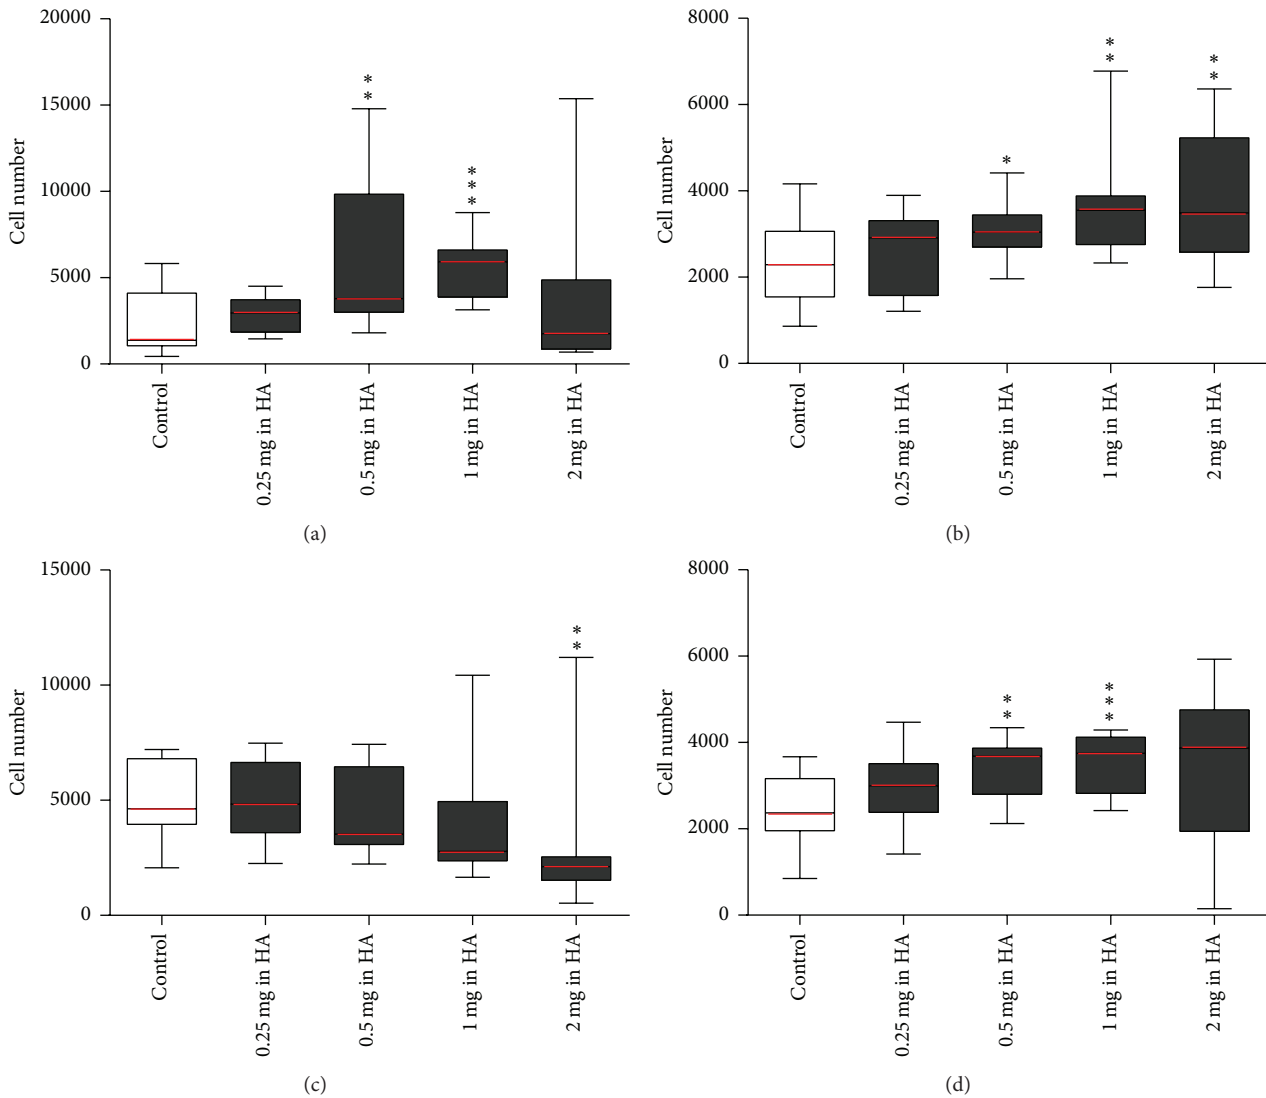 20000
15000
10000
5000
0
Cell number
**
***
Control
0.25 mg in HA
0.5 mg in HA
1 mg in HA
2 mg in HA
(a)
8000
6000
4000
2000
0
Cell number
*
**
**
Control
0.25 mg in HA
0.5 mg in HA
1 mg in HA
2 mg in HA
(b)
15000
10000
5000
0
Cell number
**
Control
0.25 mg in HA
0.5 mg in HA
1 mg in HA
2 mg in HA
(c)
8000
6000
4000
2000
0
Cell number
**
***
Control
0.25 mg in HA
0.5 mg in HA
1 mg in HA
2 mg in HA
(d)